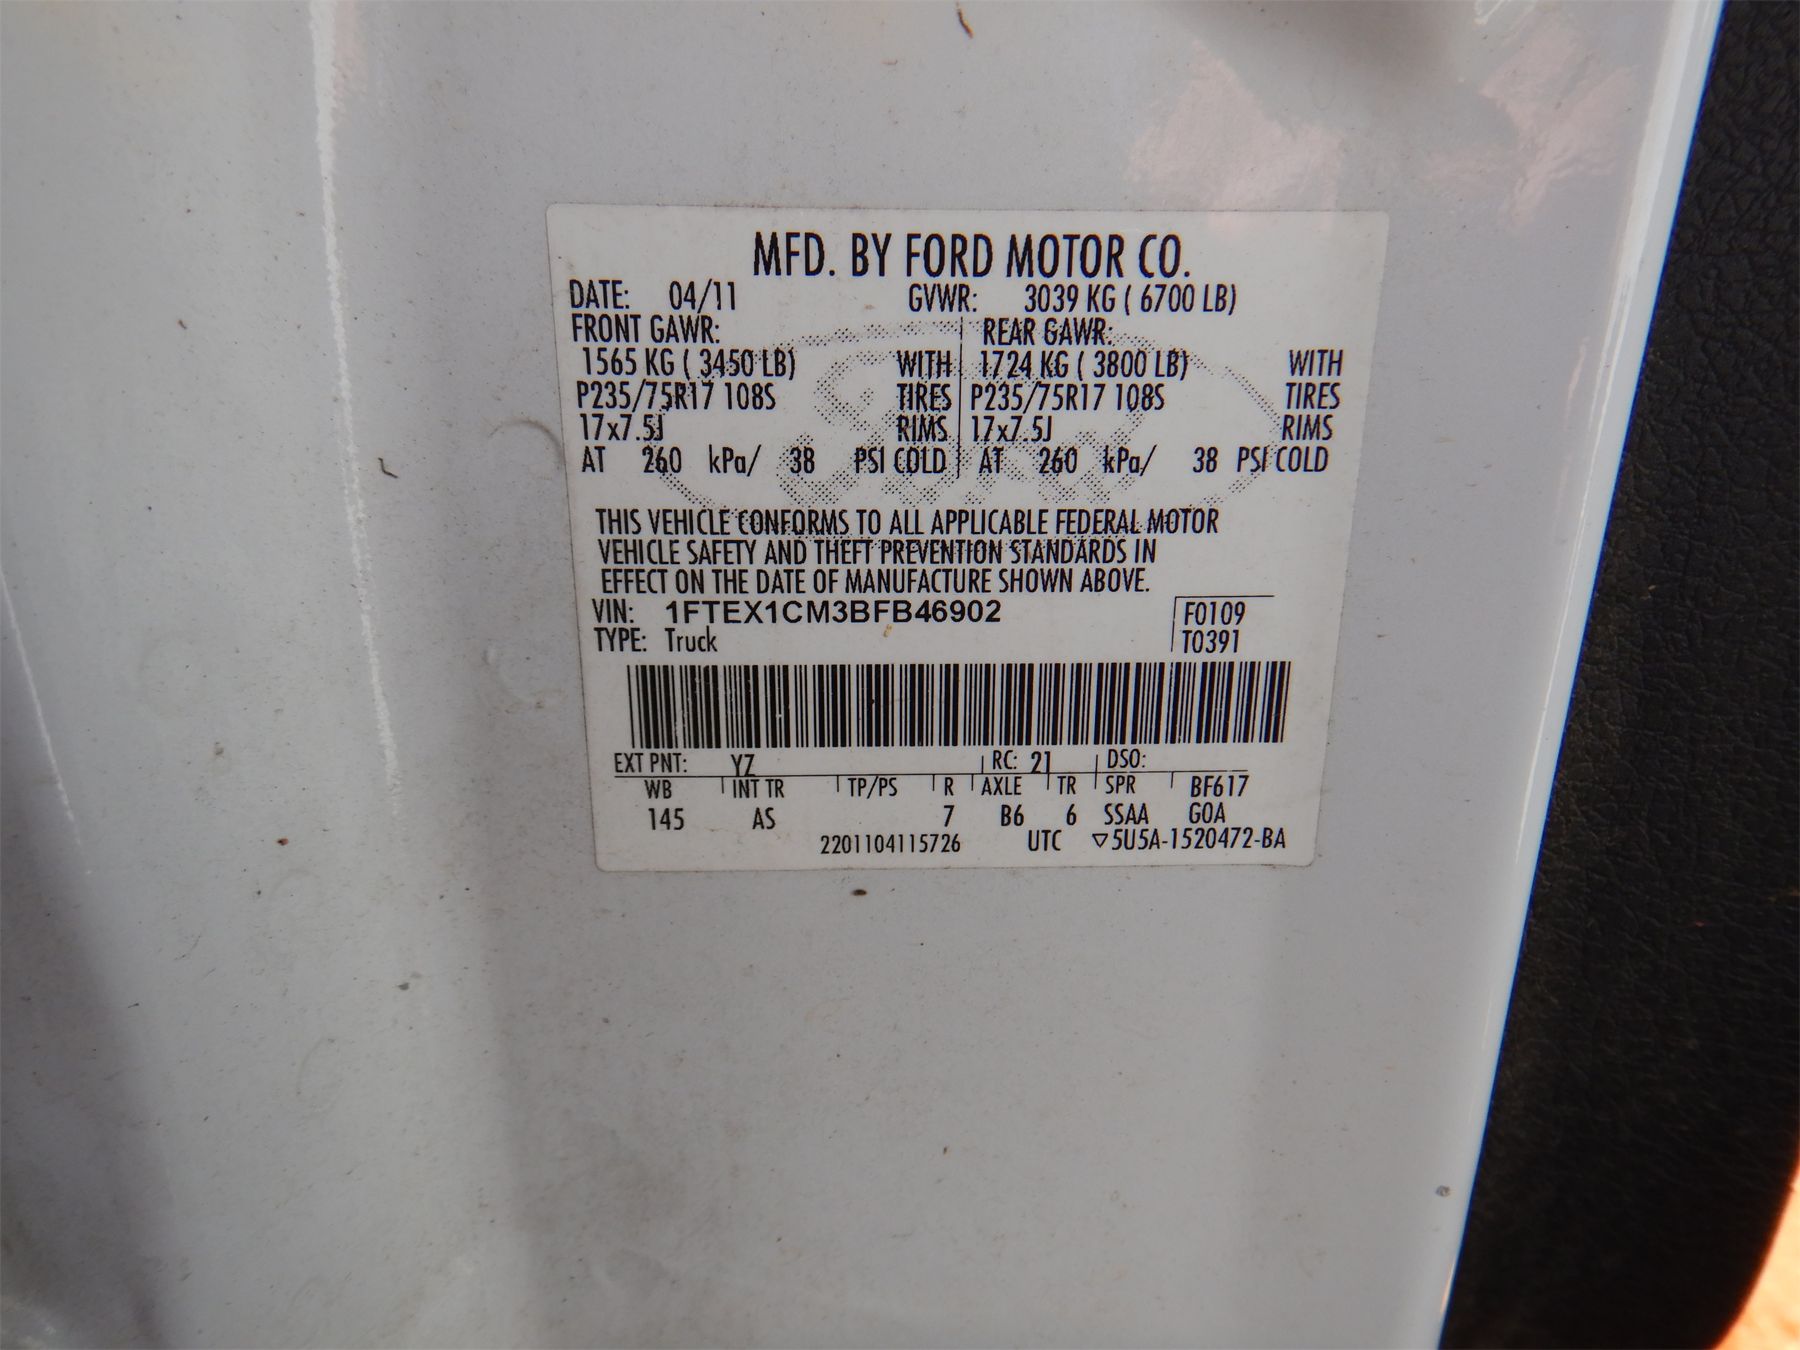 MFD. BY FORD MOTOR CO.
DATE: 04/11 GVWR: 3039 KG ( 6700 LB)
FRONT GAWR: REAR GAWR:
1565 KG ( 3450 LB) WITH 1724 KG ( 3800 LB) WITH
P235/75R17 108S TIRES P235/75R17 108S TIRES
17x7.5J RIMS 17x7.5J RIMS
AT 260 kPa/ 38 PSI COLD AT 260 kPa/ 38 PSI COLD
THIS VEHICLE CONFORMS TO ALL APPLICABLE FEDERAL MOTOR
VEHICLE SAFETY AND THEFT PREVENTION STANDARDS IN
EFFECT ON THE DATE OF MANUFACTURE SHOWN ABOVE.
VIN: 1FTEX1CM3BFB46902 F0109
TYPE: Truck T0391
EXT PNT: YZ RC: 21 DSO:
WB INT TR TP/PS R AXLE TR SPR BF617
145 AS 7 B6 6 SSAA GOA
2201104115726 UTC ▽5U5A-1520472-BA